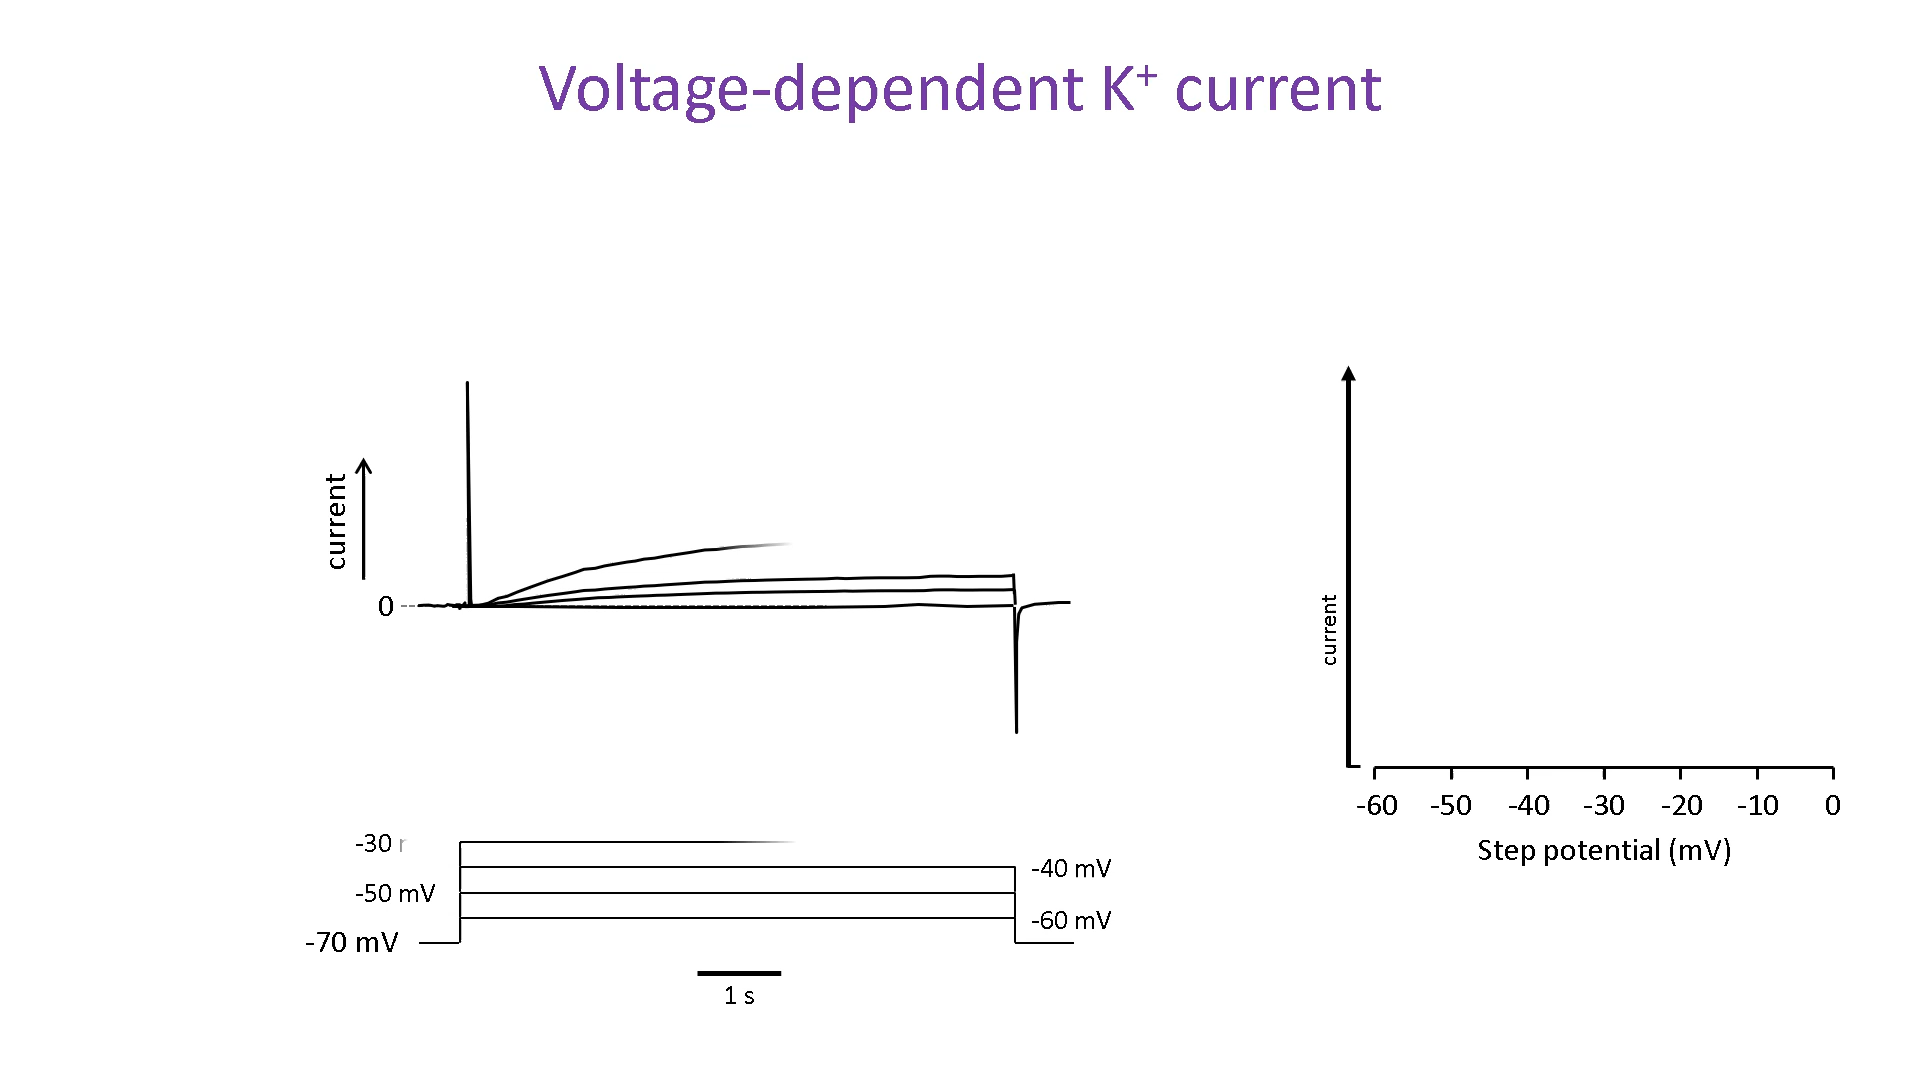 Voltage-dependent K⁺ current
current
0
current
-60 -50 -40 -30 -20 -10 0
Step potential (mV)
-30
-40 mV
-50 mV
-60 mV
-70 mV
1 s